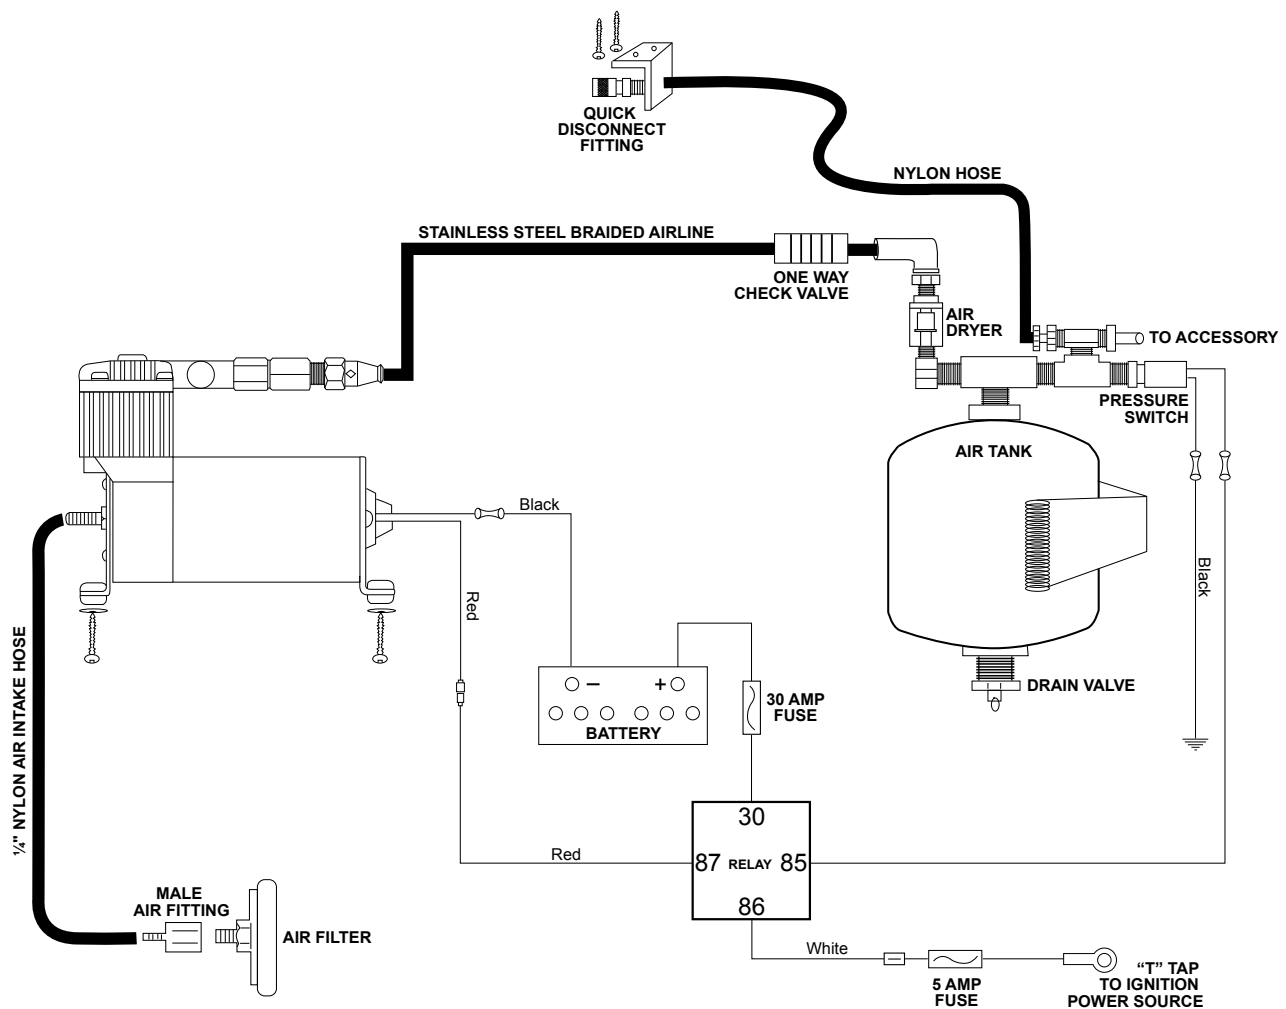 QUICK
DISCONNECT
FITTING
NYLON HOSE
STAINLESS STEEL BRAIDED AIRLINE
ONE WAY
CHECK VALVE
AIR
DRYER
TO ACCESSORY
PRESSURE
SWITCH
AIR TANK
Black
Black
Red
¼" NYLON AIR INTAKE HOSE
DRAIN VALVE
30 AMP
FUSE
− +
BATTERY
30
87 RELAY 85
86
Red
MALE
AIR FITTING
AIR FILTER
White
5 AMP
FUSE
“T” TAP
TO IGNITION
POWER SOURCE